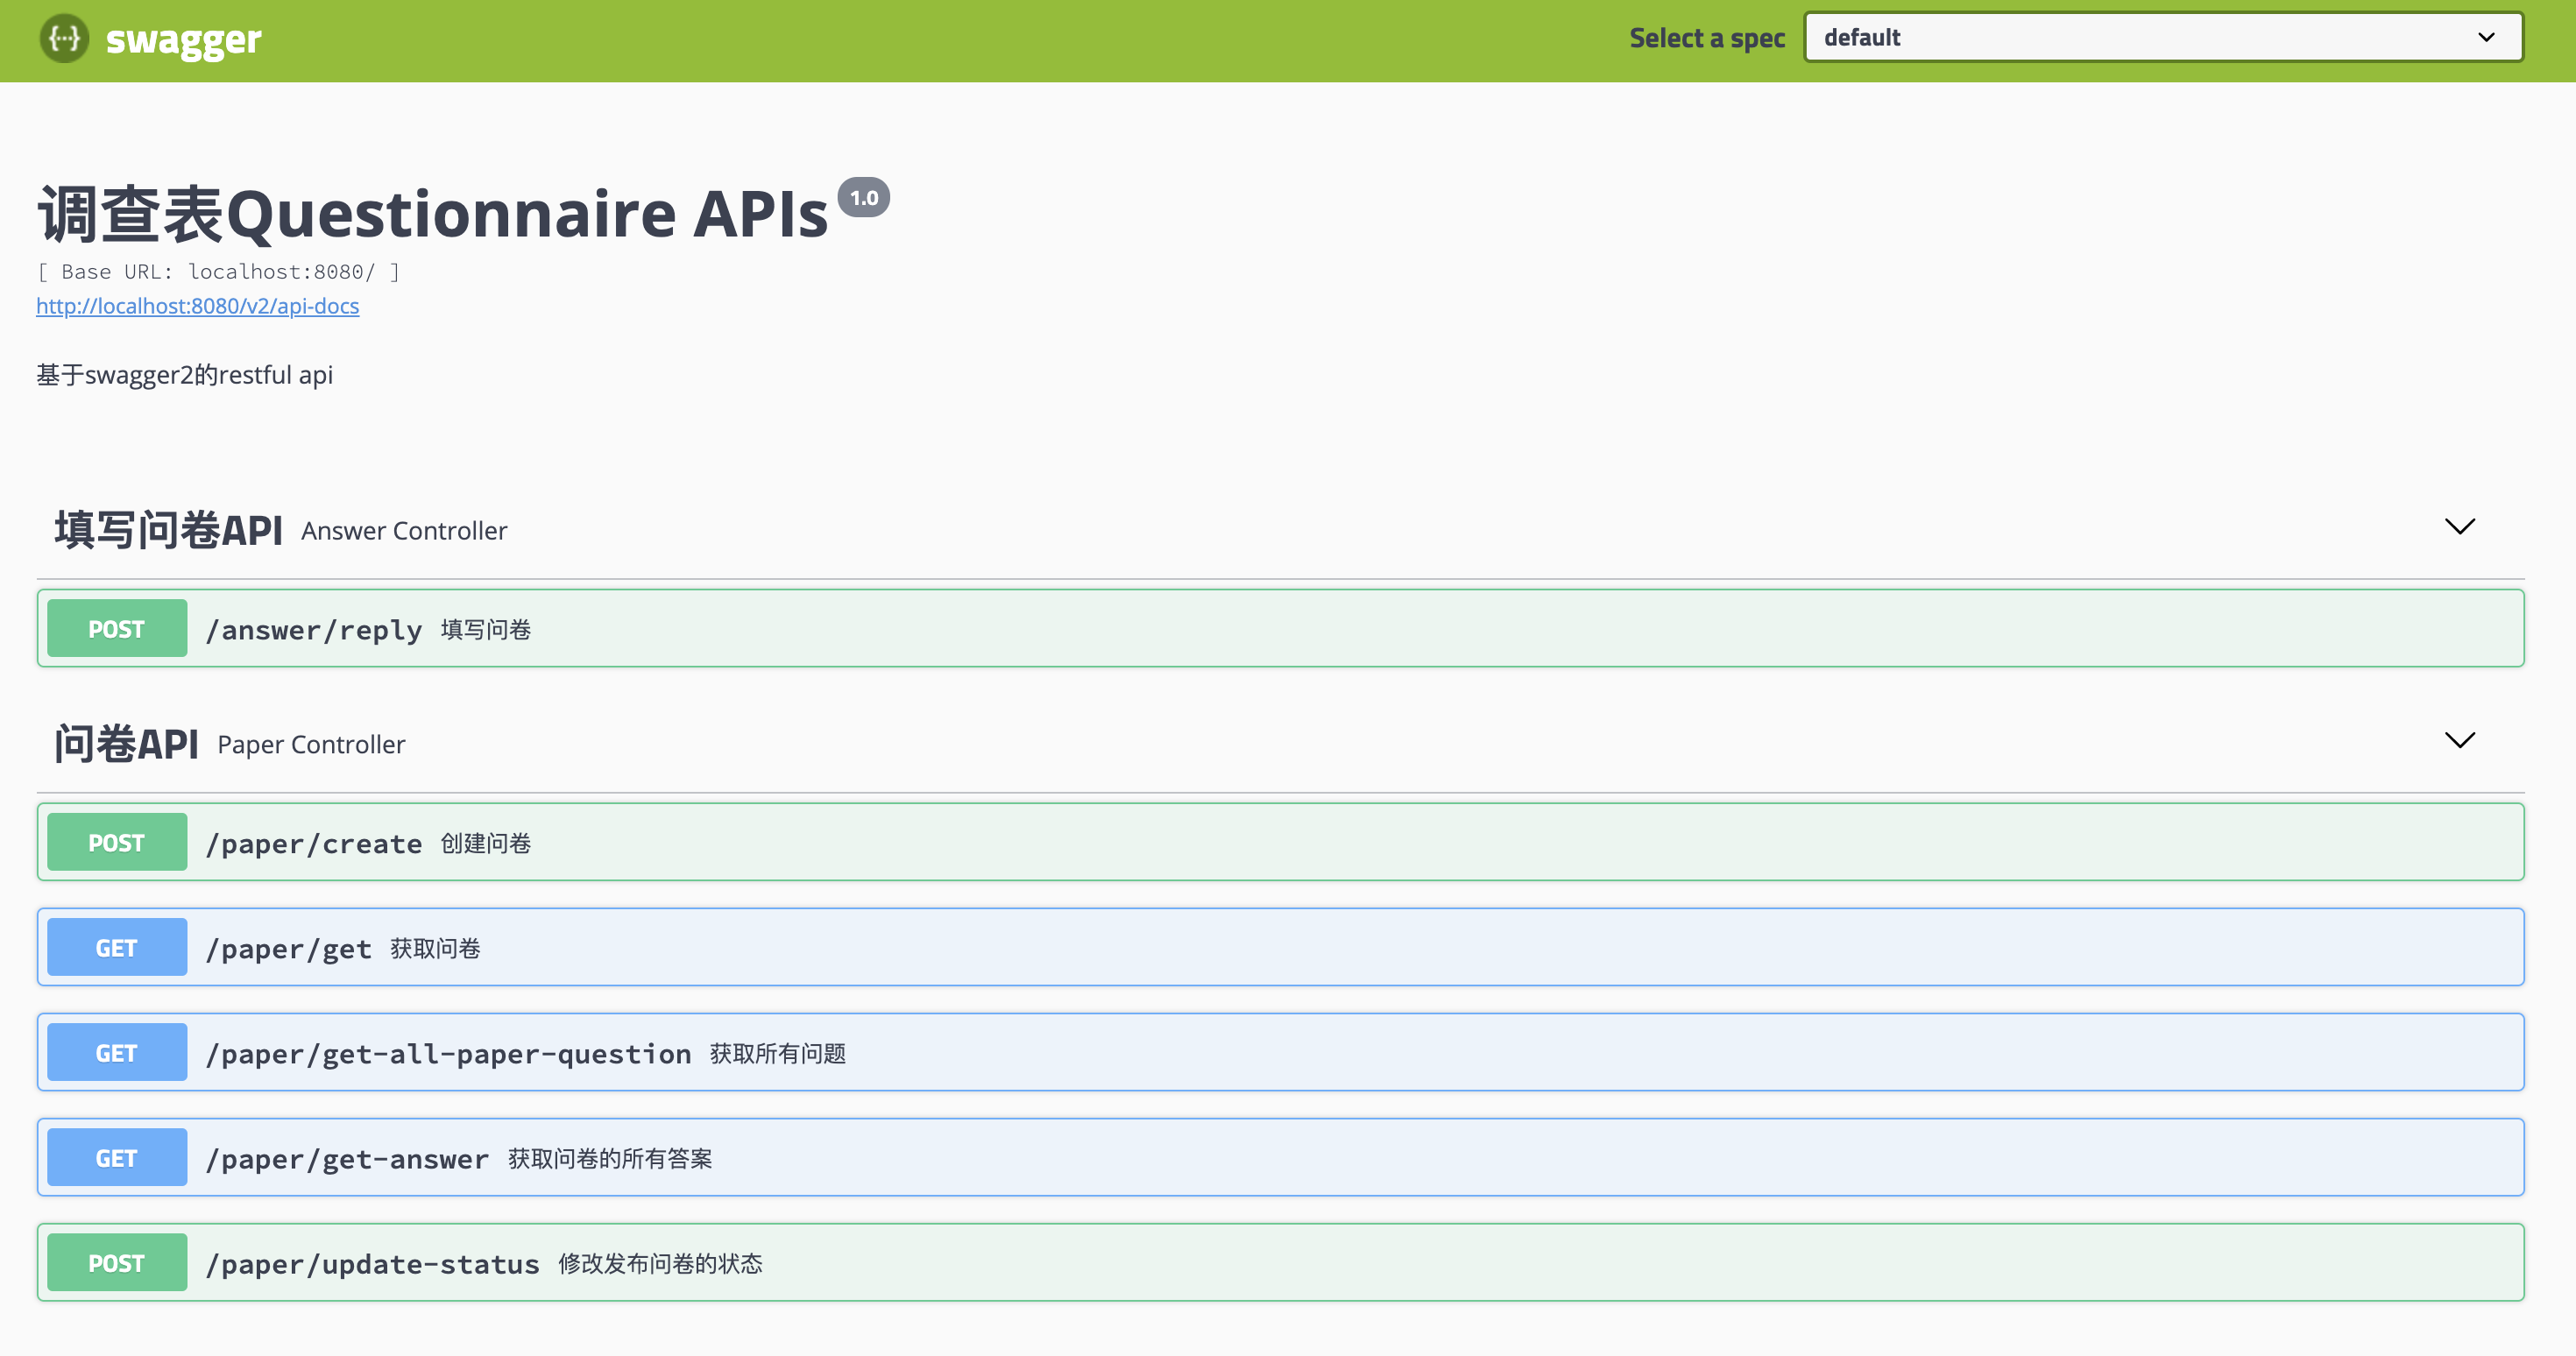 swagger
Select a spec default
调查表Questionnaire APIs 1.0
[ Base URL: localhost:8080/ ]
http://localhost:8080/v2/api-docs
基于swagger2的restful api
填写问卷API Answer Controller
POST /answer/reply 填写问卷
问卷API Paper Controller
POST /paper/create 创建问卷
GET /paper/get 获取问卷
GET /paper/get-all-paper-question 获取所有问题
GET /paper/get-answer 获取问卷的所有答案
POST /paper/update-status 修改发布问卷的状态